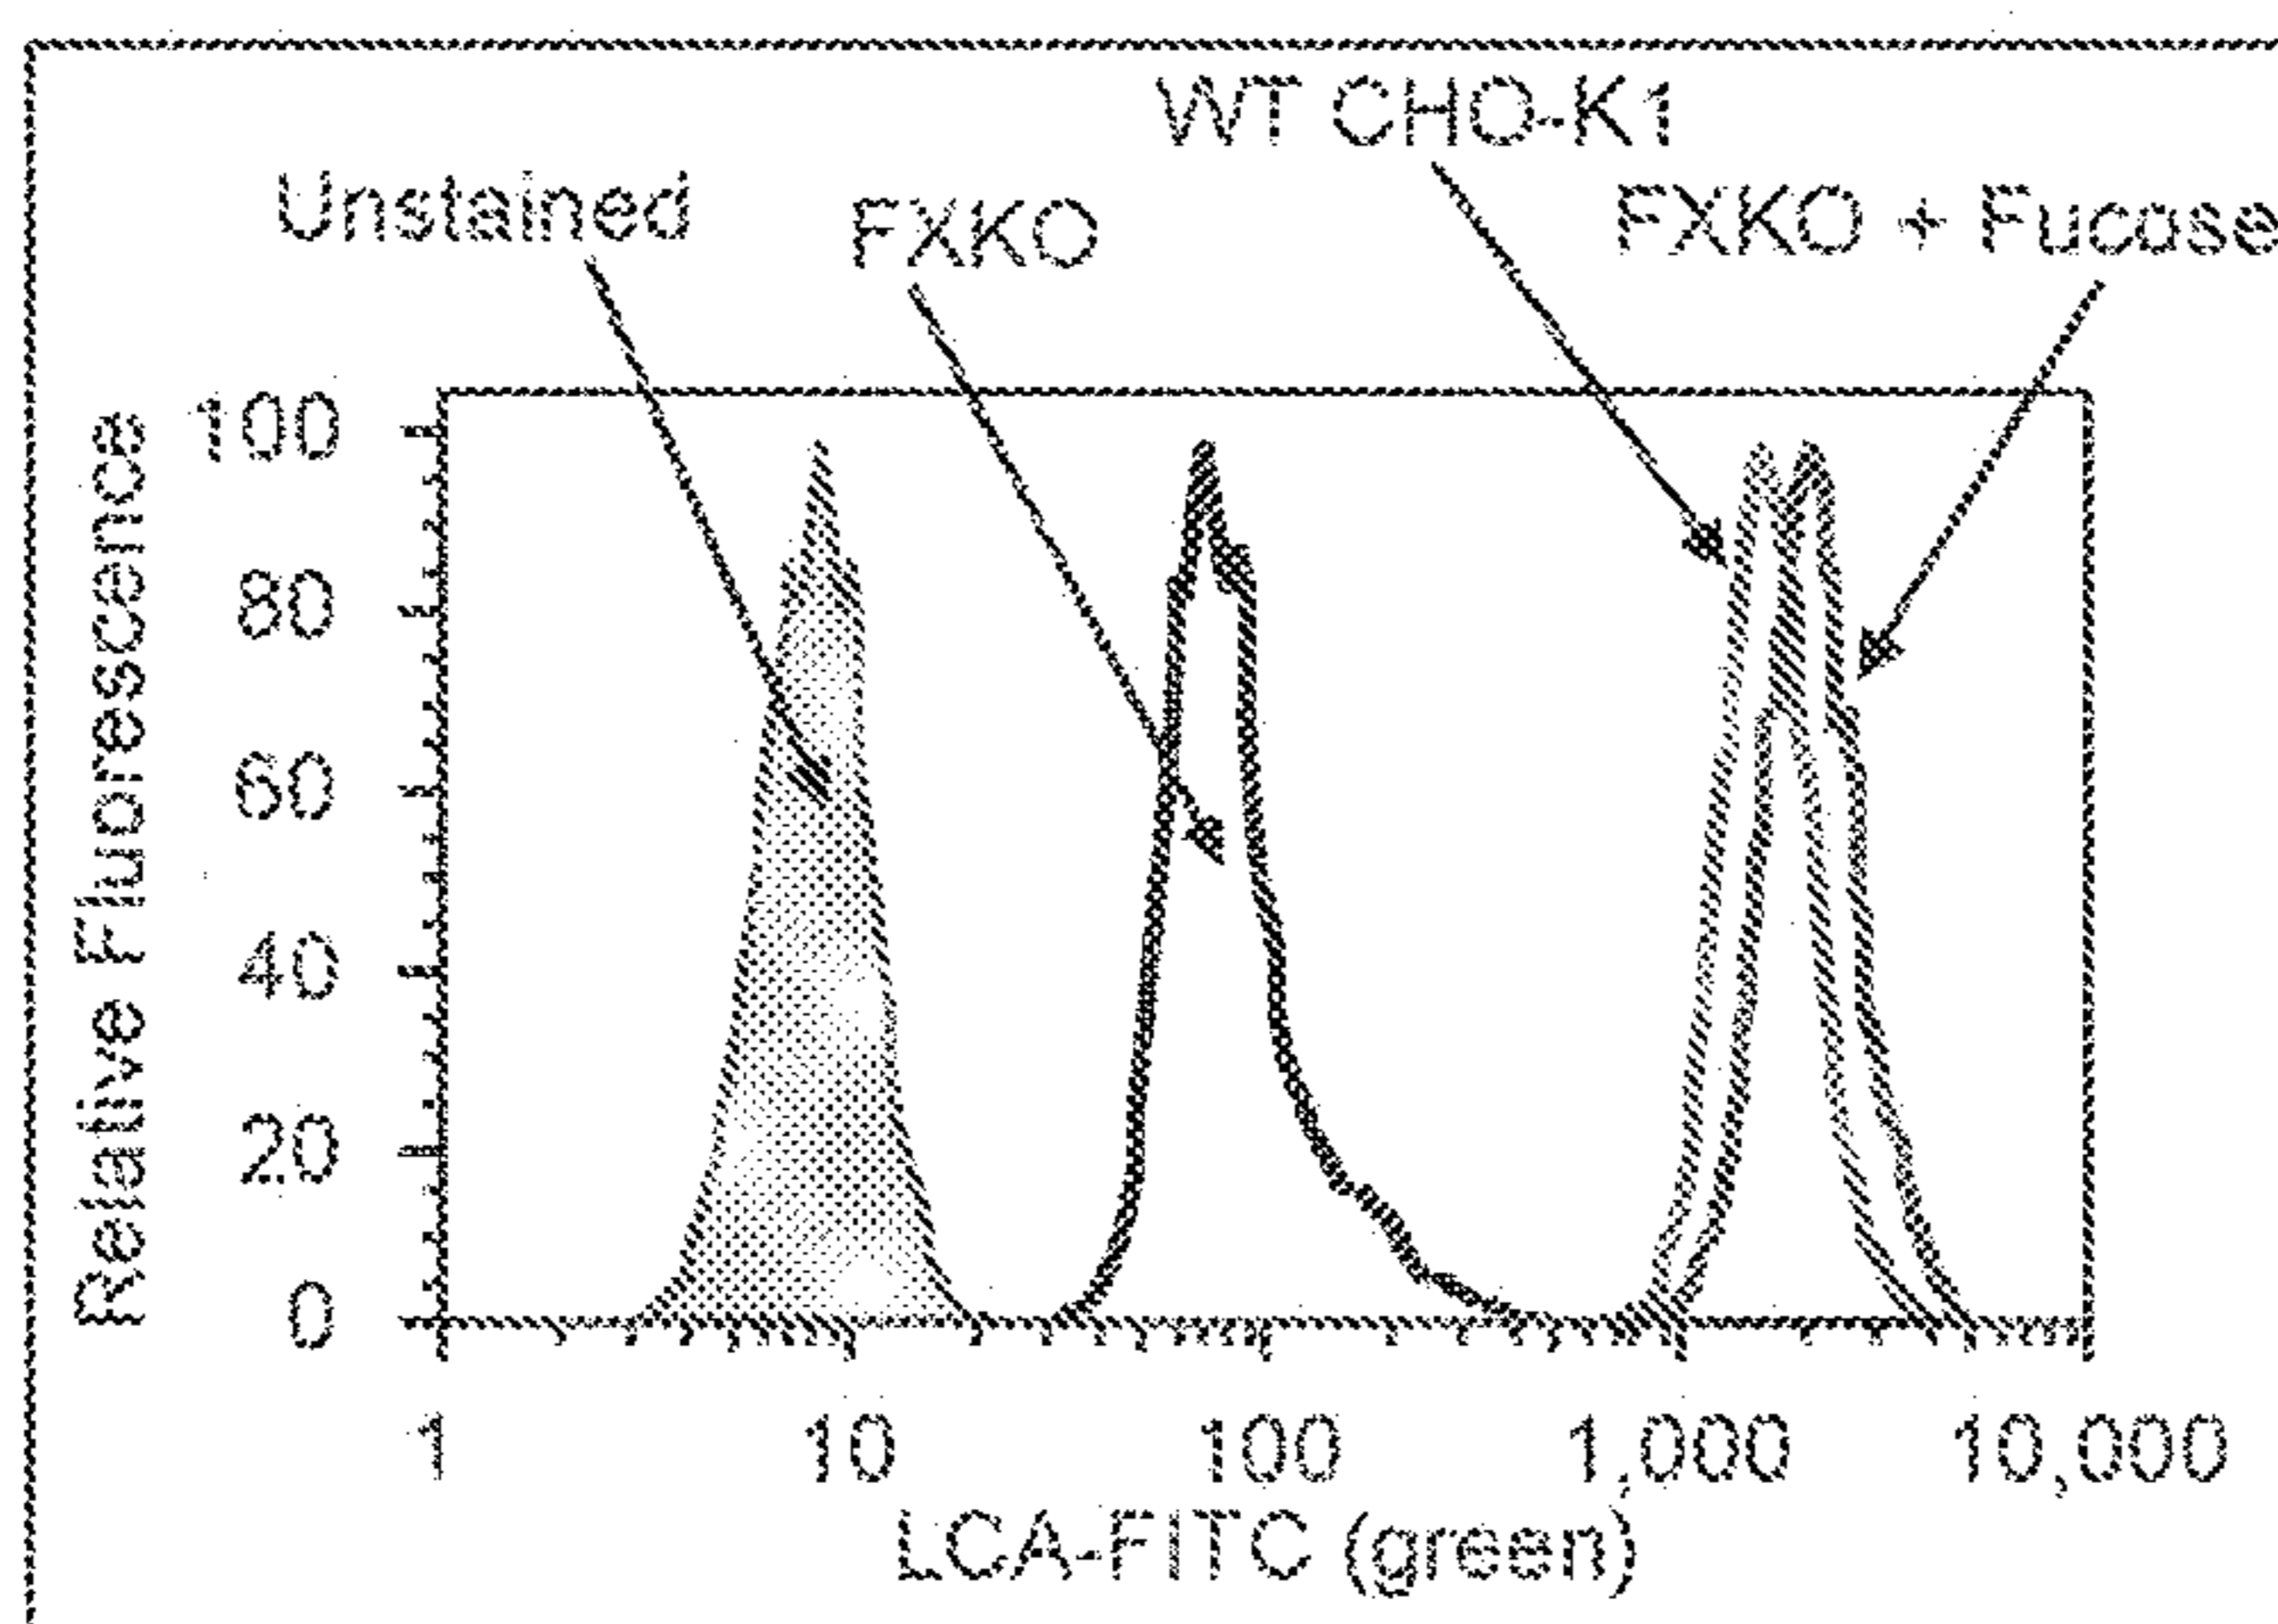 WT CHO-K1
Unstained
FXKO
FXKO + Fucose
Relative Fluorescence
100
80
60
40
20
0
1
10
100
1,000
10,000
LCA-FITC (green)